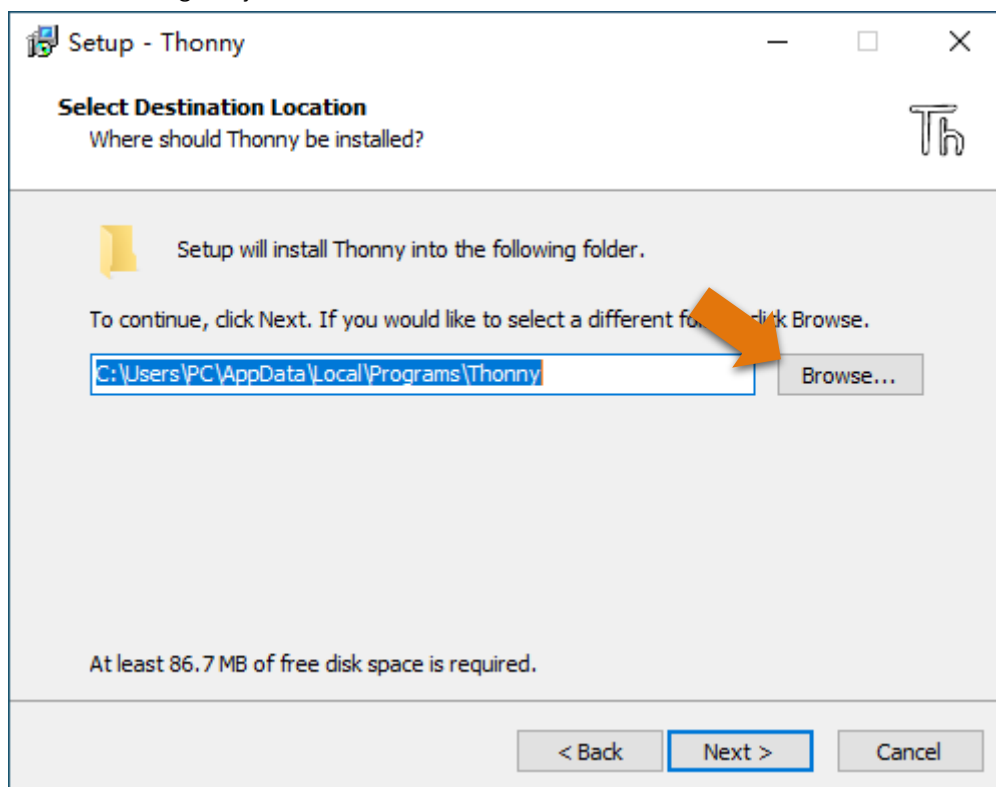 Setup - Thonny
Select Destination Location
Where should Thonny be installed?
Th
Setup will install Thonny into the following folder.
To continue, click Next. If you would like to select a different click Browse.
C:\Users\PC\AppData\Local\Programs\Thonny
Browse...
At least 86.7 MB of free disk space is required.
< Back Next > Cancel